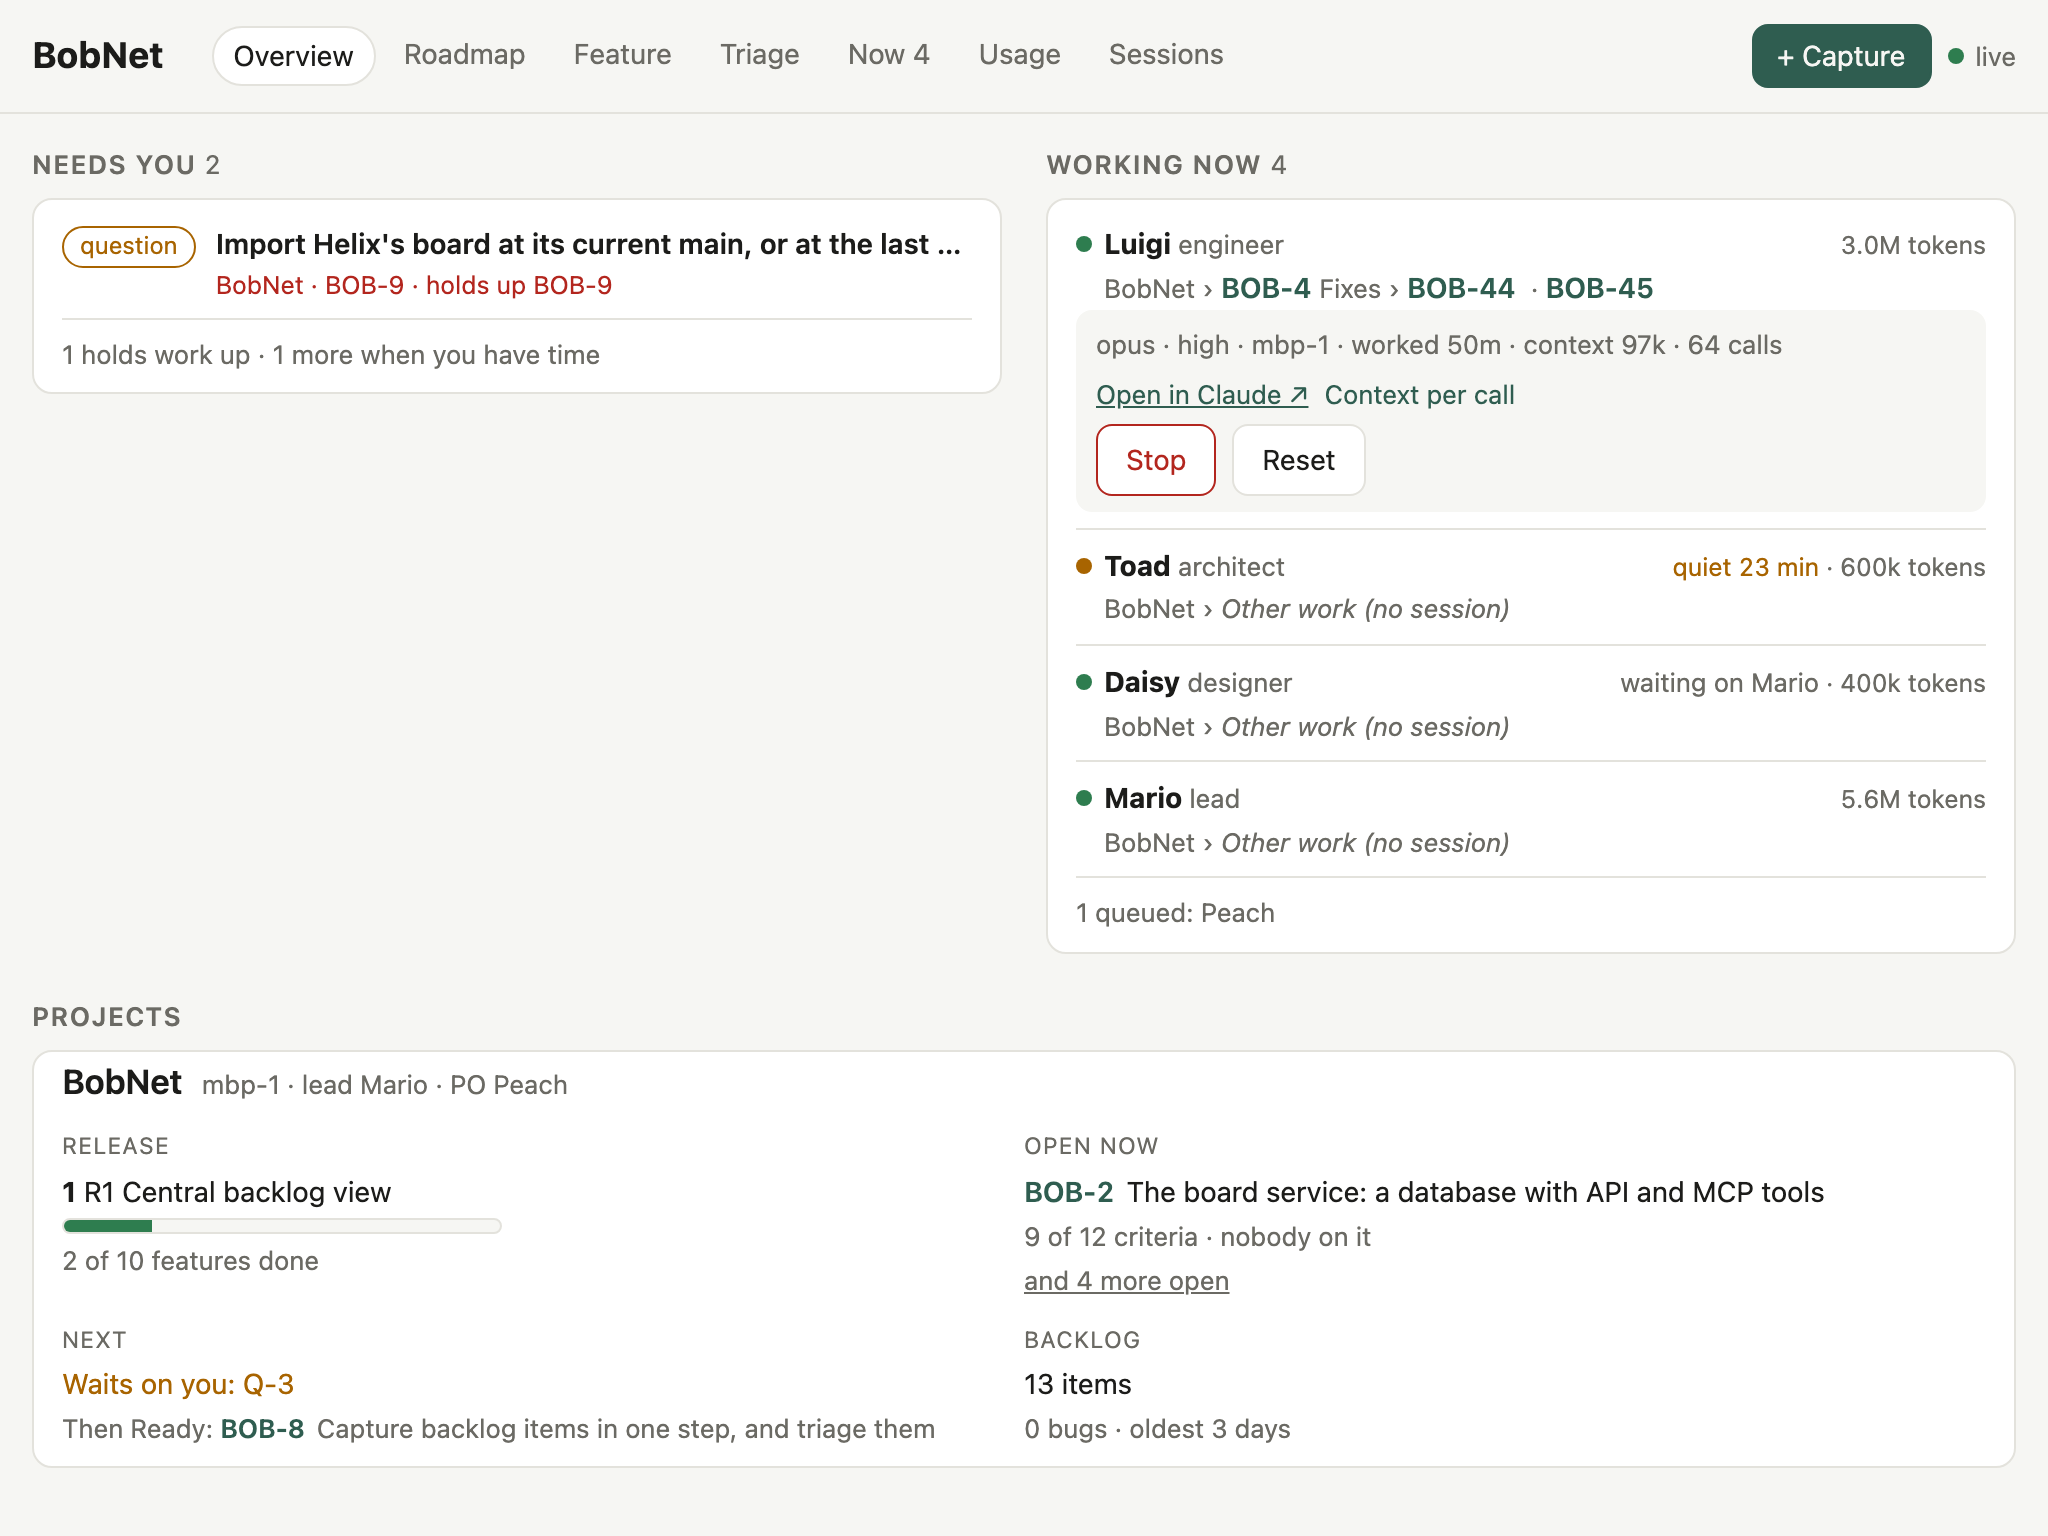 BobNet Overview Roadmap Feature Triage Now 4 Usage Sessions + Capture live
NEEDS YOU 2
question Import Helix's board at its current main, or at the last ...
BobNet · BOB-9 · holds up BOB-9
1 holds work up · 1 more when you have time
WORKING NOW 4
Luigi engineer 3.0M tokens
BobNet › BOB-4 Fixes › BOB-44 · BOB-45
opus · high · mbp-1 · worked 50m · context 97k · 64 calls
Open in Claude ↗ Context per call
Stop Reset
Toad architect quiet 23 min · 600k tokens
BobNet › Other work (no session)
Daisy designer waiting on Mario · 400k tokens
BobNet › Other work (no session)
Mario lead 5.6M tokens
BobNet › Other work (no session)
1 queued: Peach
PROJECTS
BobNet mbp-1 · lead Mario · PO Peach
RELEASE
1 R1 Central backlog view
2 of 10 features done
OPEN NOW
BOB-2 The board service: a database with API and MCP tools
9 of 12 criteria · nobody on it
and 4 more open
NEXT
Waits on you: Q-3
Then Ready: BOB-8 Capture backlog items in one step, and triage them
BACKLOG
13 items
0 bugs · oldest 3 days